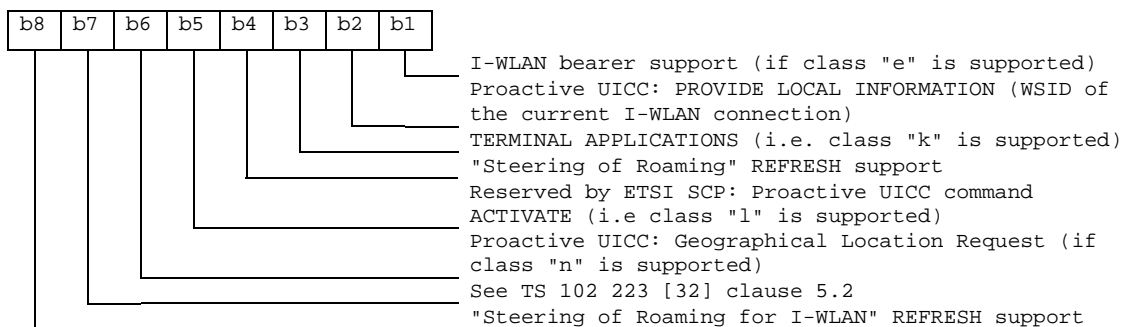 b8 b7 b6 b5 b4 b3 b2 b1
I-WLAN bearer support (if class "e" is supported)
Proactive UICC: PROVIDE LOCAL INFORMATION (WSID of
the current I-WLAN connection)
TERMINAL APPLICATIONS (i.e. class "k" is supported)
"Steering of Roaming" REFRESH support
Reserved by ETSI SCP: Proactive UICC command
ACTIVATE (i.e class "l" is supported)
Proactive UICC: Geographical Location Request (if
class "n" is supported)
See TS 102 223 [32] clause 5.2
"Steering of Roaming for I-WLAN" REFRESH support